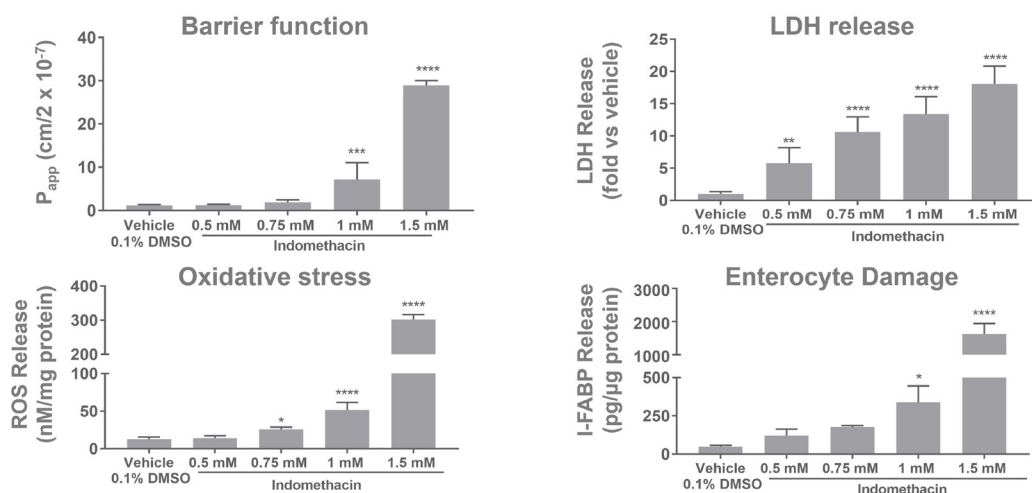 Barrier function
Papp (cm/2 x 10-7)
40
30
20
10
0
***
****
Vehicle
0.1% DMSO
0.5 mM
0.75 mM
1 mM
1.5 mM
Indomethacin
LDH release
LDH Release
(fold vs vehicle)
25
20
15
10
5
0
**
****
****
****
Vehicle
0.1% DMSO
0.5 mM
0.75 mM
1 mM
1.5 mM
Indomethacin
Oxidative stress
ROS Release
(nM/mg protein)
400
300
200
100
50
0
*
****
****
Vehicle
0.1% DMSO
0.5 mM
0.75 mM
1 mM
1.5 mM
Indomethacin
Enterocyte Damage
I-FABP Release
(pg/µg protein)
3000
2000
1000
500
250
0
*
****
Vehicle
0.1% DMSO
0.5 mM
0.75 mM
1 mM
1.5 mM
Indomethacin